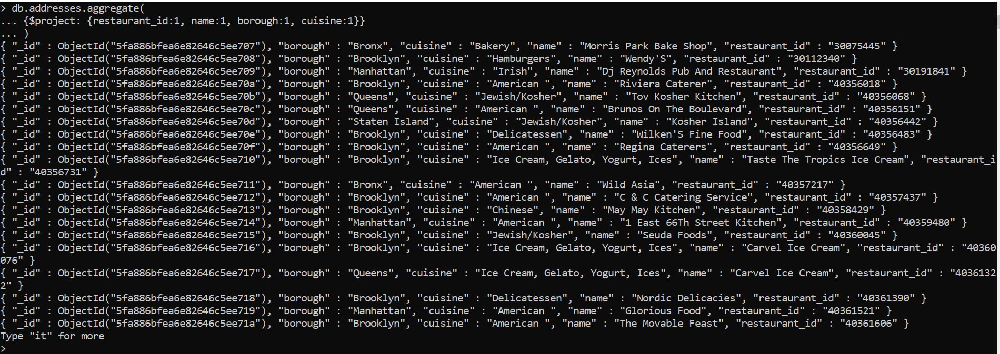 > db.addresses.aggregate(
... {$project: {restaurant_id:1, name:1, borough:1, cuisine:1}}
... )
{ "_id" : ObjectId("5fa886bfea6e82646c5ee707"), "borough" : "Bronx", "cuisine" : "Bakery", "name" : "Morris Park Bake Shop", "restaurant_id" : "30075445" }
{ "_id" : ObjectId("5fa886bfea6e82646c5ee708"), "borough" : "Brooklyn", "cuisine" : "Hamburgers", "name" : "Wendy'S", "restaurant_id" : "30112340" }
{ "_id" : ObjectId("5fa886bfea6e82646c5ee709"), "borough" : "Manhattan", "cuisine" : "Irish", "name" : "Dj Reynolds Pub And Restaurant", "restaurant_id" : "30191841" }
{ "_id" : ObjectId("5fa886bfea6e82646c5ee70a"), "borough" : "Brooklyn", "cuisine" : "American ", "name" : "Riviera Caterer", "restaurant_id" : "40356018" }
{ "_id" : ObjectId("5fa886bfea6e82646c5ee70b"), "borough" : "Queens", "cuisine" : "Jewish/Kosher", "name" : "Tov Kosher Kitchen", "restaurant_id" : "40356068" }
{ "_id" : ObjectId("5fa886bfea6e82646c5ee70c"), "borough" : "Queens", "cuisine" : "American ", "name" : "Brunos On The Boulevard", "restaurant_id" : "40356151" }
{ "_id" : ObjectId("5fa886bfea6e82646c5ee70d"), "borough" : "Staten Island", "cuisine" : "Jewish/Kosher", "name" : "Kosher Island", "restaurant_id" : "40356442" }
{ "_id" : ObjectId("5fa886bfea6e82646c5ee70e"), "borough" : "Brooklyn", "cuisine" : "Delicatessen", "name" : "Wilken'S Fine Food", "restaurant_id" : "40356483" }
{ "_id" : ObjectId("5fa886bfea6e82646c5ee70f"), "borough" : "Brooklyn", "cuisine" : "American ", "name" : "Regina Caterers", "restaurant_id" : "40356649" }
{ "_id" : ObjectId("5fa886bfea6e82646c5ee710"), "borough" : "Brooklyn", "cuisine" : "Ice Cream, Gelato, Yogurt, Ices", "name" : "Taste The Tropics Ice Cream", "restaurant_i
d" : "40356731" }
{ "_id" : ObjectId("5fa886bfea6e82646c5ee711"), "borough" : "Bronx", "cuisine" : "American ", "name" : "Wild Asia", "restaurant_id" : "40357217" }
{ "_id" : ObjectId("5fa886bfea6e82646c5ee712"), "borough" : "Brooklyn", "cuisine" : "American ", "name" : "C & C Catering Service", "restaurant_id" : "40357437" }
{ "_id" : ObjectId("5fa886bfea6e82646c5ee713"), "borough" : "Brooklyn", "cuisine" : "Chinese", "name" : "May May Kitchen", "restaurant_id" : "40358429" }
{ "_id" : ObjectId("5fa886bfea6e82646c5ee714"), "borough" : "Manhattan", "cuisine" : "American ", "name" : "1 East 66Th Street Kitchen", "restaurant_id" : "40359480" }
{ "_id" : ObjectId("5fa886bfea6e82646c5ee715"), "borough" : "Brooklyn", "cuisine" : "Jewish/Kosher", "name" : "Seuda Foods", "restaurant_id" : "40360045" }
{ "_id" : ObjectId("5fa886bfea6e82646c5ee716"), "borough" : "Brooklyn", "cuisine" : "Ice Cream, Gelato, Yogurt, Ices", "name" : "Carvel Ice Cream", "restaurant_id" : "40360
076" }
{ "_id" : ObjectId("5fa886bfea6e82646c5ee717"), "borough" : "Queens", "cuisine" : "Ice Cream, Gelato, Yogurt, Ices", "name" : "Carvel Ice Cream", "restaurant_id" : "4036132
2" }
{ "_id" : ObjectId("5fa886bfea6e82646c5ee718"), "borough" : "Brooklyn", "cuisine" : "Delicatessen", "name" : "Nordic Delicacies", "restaurant_id" : "40361390" }
{ "_id" : ObjectId("5fa886bfea6e82646c5ee719"), "borough" : "Manhattan", "cuisine" : "American ", "name" : "Glorious Food", "restaurant_id" : "40361521" }
{ "_id" : ObjectId("5fa886bfea6e82646c5ee71a"), "borough" : "Brooklyn", "cuisine" : "American ", "name" : "The Movable Feast", "restaurant_id" : "40361606" }
Type "it" for more
>